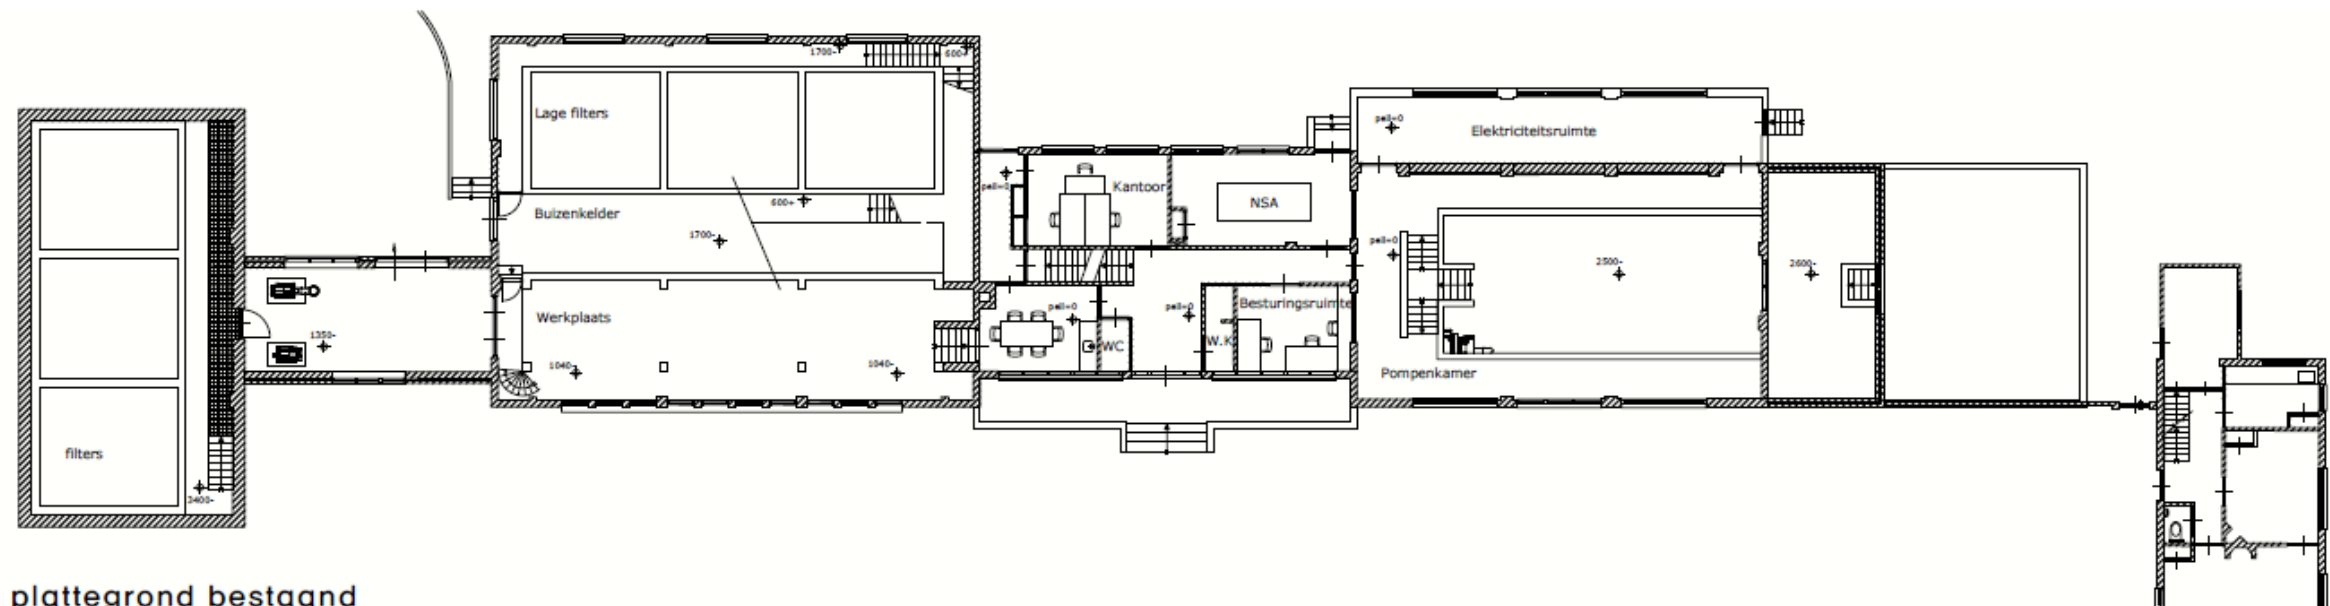 1700-
600+
Lage filters
peil=0
Elektriciteitsruimte
peil=0
Kantoor
NSA
600+
Buizenkelder
1700-
peil=0
2500-
2600-
Besturingsruimte
peil=0
peil=0
Werkplaats
1350-
WC
W.K
1040-
1040-
Pompenkamer
filters
3400-
plattegrond bestaand